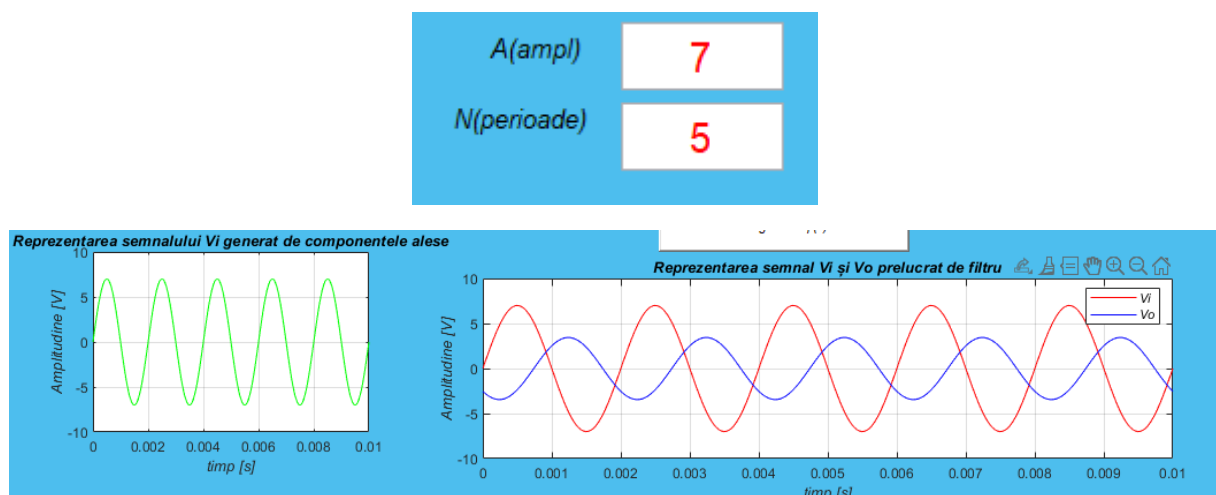 A(ampl)
7
N(perioade)
5
Reprezentarea semnalului Vi generat de componentele alese
10
5
0
-5
-10
Amplitudine [V]
0 0.002 0.004 0.006 0.008 0.01
timp [s]
Reprezentarea semnal Vi și Vo prelucrat de filtru
Vi
Vo
10
5
0
-5
-10
Amplitudine [V]
0 0.001 0.002 0.003 0.004 0.005 0.006 0.007 0.008 0.009 0.01
timp [s]